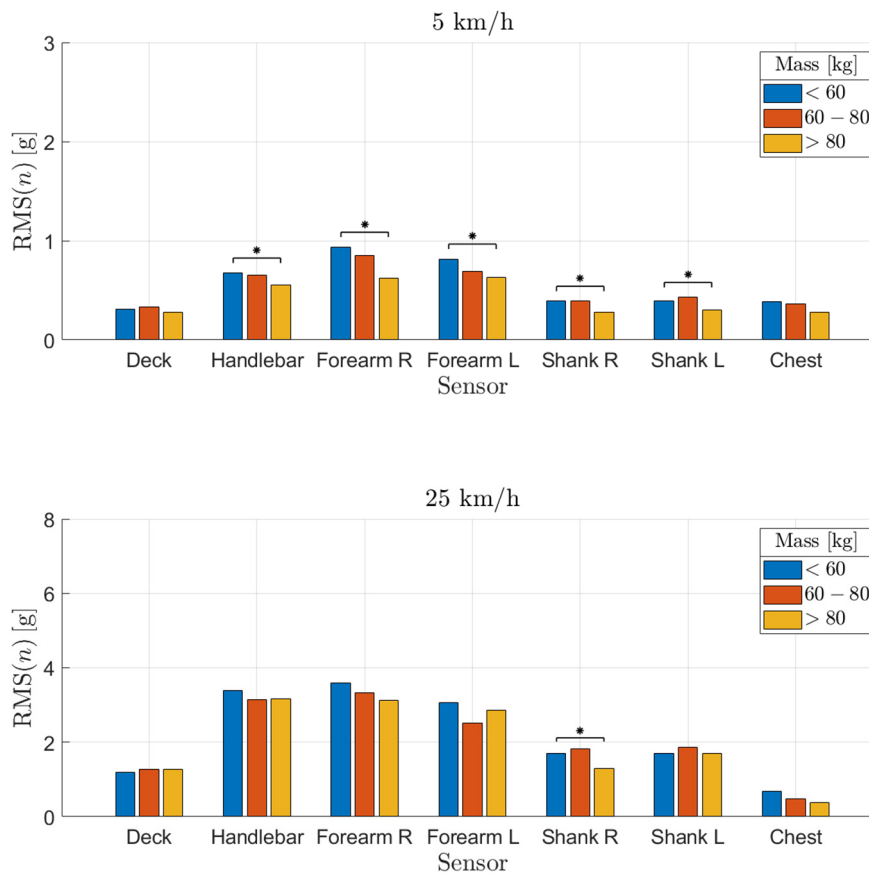 5 km/h
3
2
1
0
RMS(n) [g]
Mass [kg]
< 60
60 − 80
> 80
*
*
*
*
*
Deck Handlebar Forearm R Forearm L Shank R Shank L Chest
Sensor
25 km/h
8
6
4
2
0
RMS(n) [g]
Mass [kg]
< 60
60 − 80
> 80
*
Deck Handlebar Forearm R Forearm L Shank R Shank L Chest
Sensor